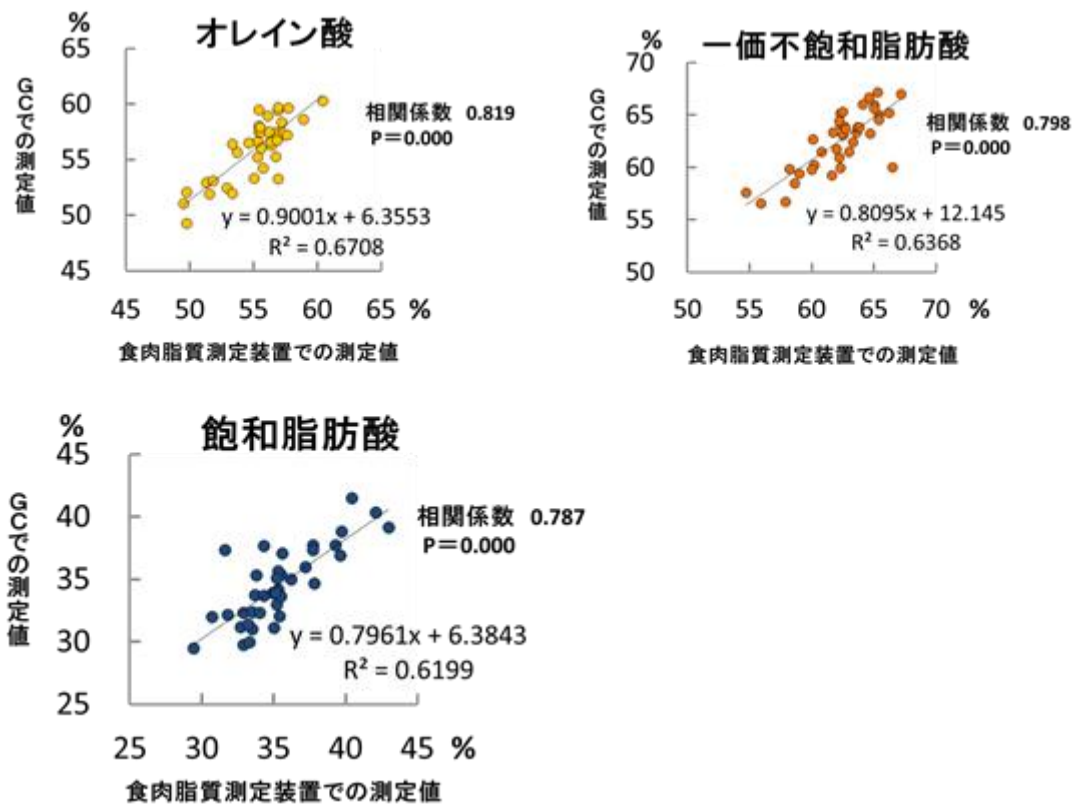 オレイン酸
%
65
60
55
50
45
GCでの測定値
相関係数 0.819
P=0.000
y = 0.9001x + 6.3553
R² = 0.6708
45 50 55 60 65 %
食肉脂質測定装置での測定値
一価不飽和脂肪酸
%
70
65
60
55
50
GCでの測定値
相関係数 0.798
P=0.000
y = 0.8095x + 12.145
R² = 0.6368
50 55 60 65 70 %
食肉脂質測定装置での測定値
飽和脂肪酸
%
45
40
35
30
25
GCでの測定値
相関係数 0.787
P=0.000
y = 0.7961x + 6.3843
R² = 0.6199
25 30 35 40 45 %
食肉脂質測定装置での測定値